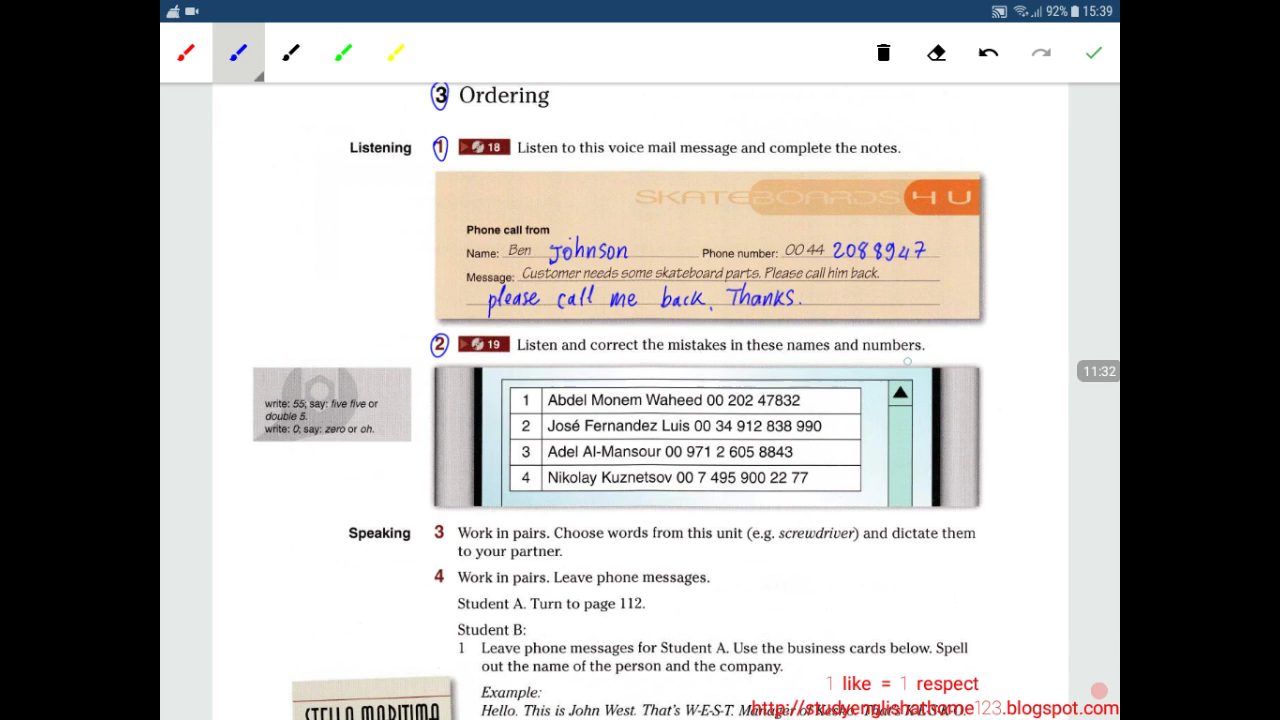 92% 15:39
3 Ordering
Listening 1 18 Listen to this voice mail message and complete the notes.
SKATEBOARDS 4 U
Phone call from
Name: Ben Johnson Phone number: 00 44 2088947
Message: Customer needs some skateboard parts. Please call him back.
please call me back. Thanks.
2 19 Listen and correct the mistakes in these names and numbers.
11:32
write: 55; say: five five or
double 5.
write: 0; say: zero or oh.
1 Abdel Monem Waheed 00 202 47832
2 José Fernandez Luis 00 34 912 838 990
3 Adel Al-Mansour 00 971 2 605 8843
4 Nikolay Kuznetsov 00 7 495 900 22 77
Speaking 3 Work in pairs. Choose words from this unit (e.g. screwdriver) and dictate them
to your partner.
4 Work in pairs. Leave phone messages.
Student A. Turn to page 112.
Student B:
1 Leave phone messages for Student A. Use the business cards below. Spell
out the name of the person and the company.
1 like = 1 respect
Example:
Hello. This is John West. That's W-E-S-T.
http://studyenglishathome123.blogspot.com
STELLA MARITIMA